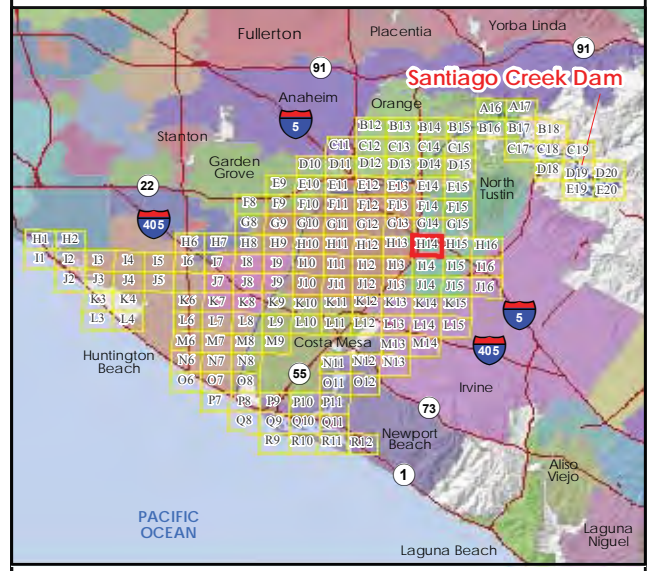 Fullerton Placentia Yorba Linda
91
91
Santiago Creek Dam
Anaheim Orange
5
A16 A17
B12 B13 B14 B15 B16 B17 B18
Stanton
C11 C12 C13 C14 C15 C17 C18 C19
Garden
Grove
D10 D11 D12 D13 D14 D15 D18 D19 D20
22
E9 E10 E11 E12 E13 E14 E15 E19 E20
North
Tustin
F8 F9 F10 F11 F12 F13 F14 F15
405
G8 G9 G10 G11 G12 G13 G14 G15
H1 H2 H6 H7 H8 H9 H10 H11 H12 H13 H14 H15 H16
I1 I2 I3 I4 I5 I6 I7 I8 I9 I10 I11 I12 I13 I14 I15 I16
J2 J3 J4 J5 J7 J8 J9 J10 J11 J12 J13 J14 J15 J16
K3 K4 K6 K7 K8 K9 K10 K11 K12 K13 K14 K15
5
L3 L4 L6 L7 L8 L9 L10 L11 L12 L13 L14 L15
M6 M7 M8 M9 Costa Mesa M13 M14
405
Huntington
Beach
N6 N7 N8 N11 N12 N13
55
O6 O7 O8 O11 O12
Irvine
P7 P8 P9 P10 P11
73
Q8 Q9 Q10 Q11
Newport
Beach
R9 R10 R11 R12
1
Aliso
Viejo
PACIFIC
OCEAN
Laguna
Niguel
Laguna Beach